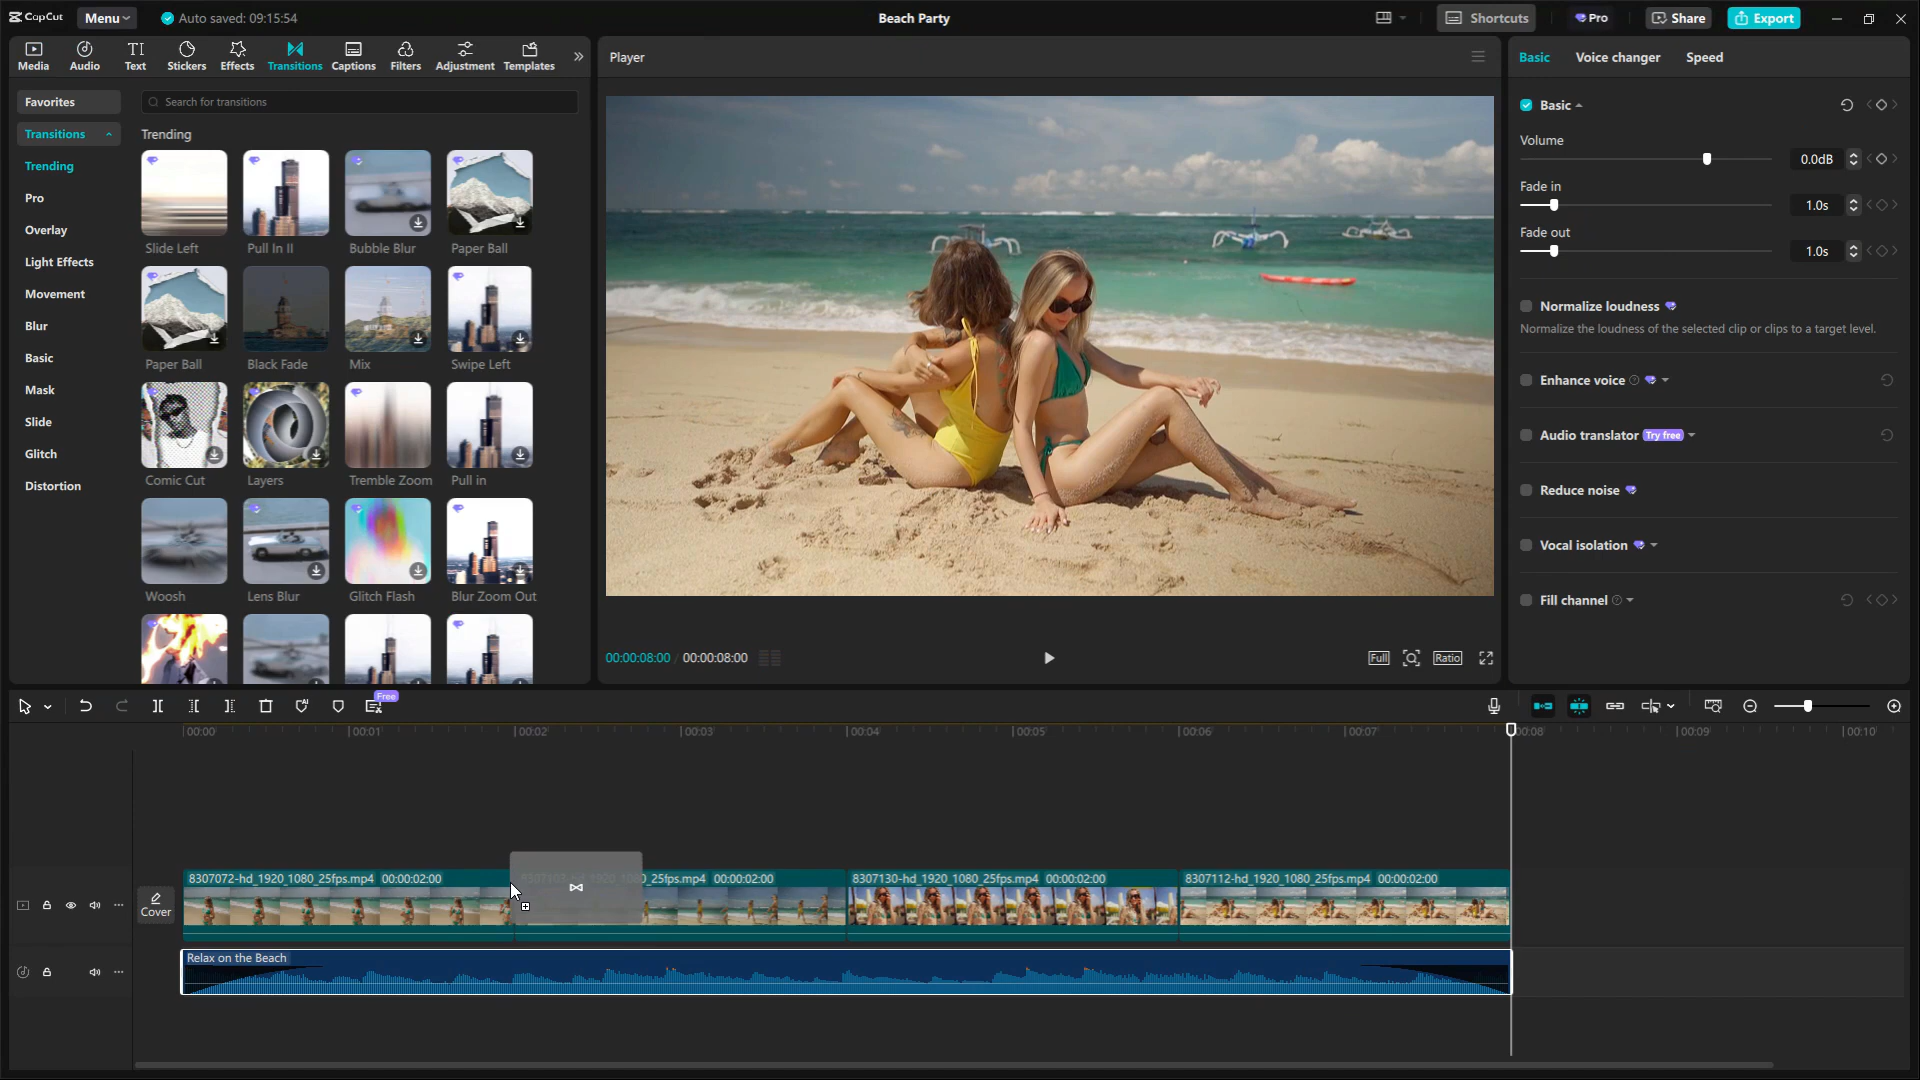 CapCut
Menu
Auto saved: 09:15:54
Beach Party
Shortcuts
Pro
Share
Export
Media
Audio
Text
Stickers
Effects
Transitions
Captions
Filters
Adjustment
Templates
Player
Basic
Voice changer
Speed
Favorites
Search for transitions
Transitions
Trending
Pro
Overlay
Light Effects
Movement
Blur
Basic
Mask
Slide
Glitch
Distortion
Trending
Slide Left
Pull In II
Bubble Blur
Paper Ball
Paper Ball
Black Fade
Mix
Swipe Left
Comic Cut
Layers
Tremble Zoom
Pull in
Woosh
Lens Blur
Glitch Flash
Blur Zoom Out
00:00:08:00 / 00:00:08:00
Full
Ratio
Basic
Volume
0.0dB
Fade in
1.0s
Fade out
1.0s
Normalize loudness
Normalize the loudness of the selected clip or clips to a target level.
Enhance voice
Audio translator Try free
Reduce noise
Vocal isolation
Fill channel
Free
00:00
00:01
00:02
00:03
00:04
00:05
00:06
00:07
00:08
00:09
00:10
Cover
8307072-hd_1920_1080_25fps.mp4 00:00:02:00
_25fps.mp4 00:00:02:00
8307130-hd_1920_1080_25fps.mp4 00:00:02:00
8307112-hd_1920_1080_25fps.mp4 00:00:02:00
Relax on the Beach